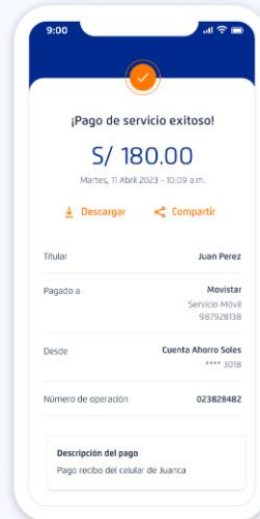 9:00
¡Pago de servicio exitoso!
S/ 180.00
Martes, 11 Abril 2023 - 10:09 a.m.
Descargar Compartir
Titular Juan Perez
Pagado a Movistar
Servicio Móvil
987928138
Desde Cuenta Ahorro Soles
**** 3018
Número de operación 023828482
Descripción del pago
Pago recibo del celular de Juanca